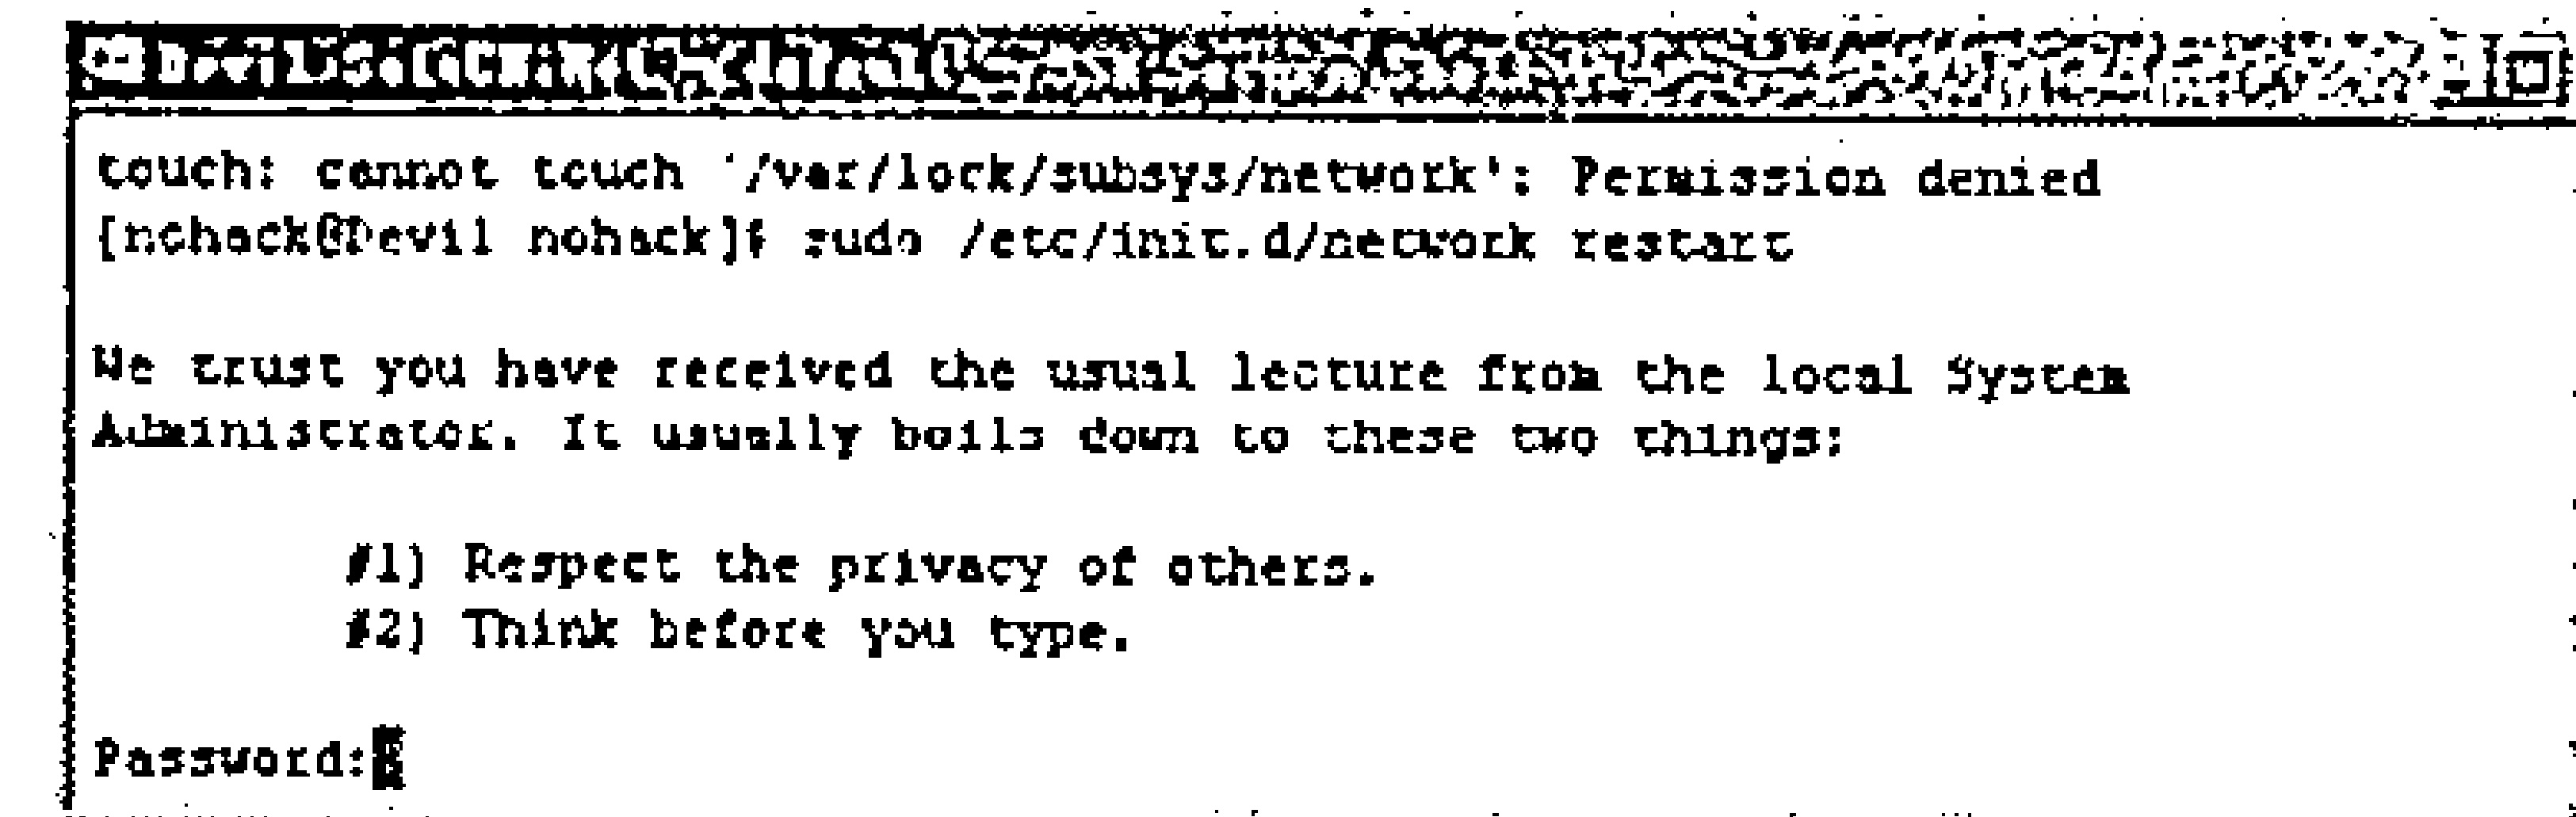 touch: cannot touch '/var/lock/subsys/network': Permission denied
[nohack@Devil nohack]$ sudo /etc/init.d/network restart
We trust you have received the usual lecture from the local System
Administrator. It usually boils down to these two things:
#1) Respect the privacy of others.
#2) Think before you type.
Password: